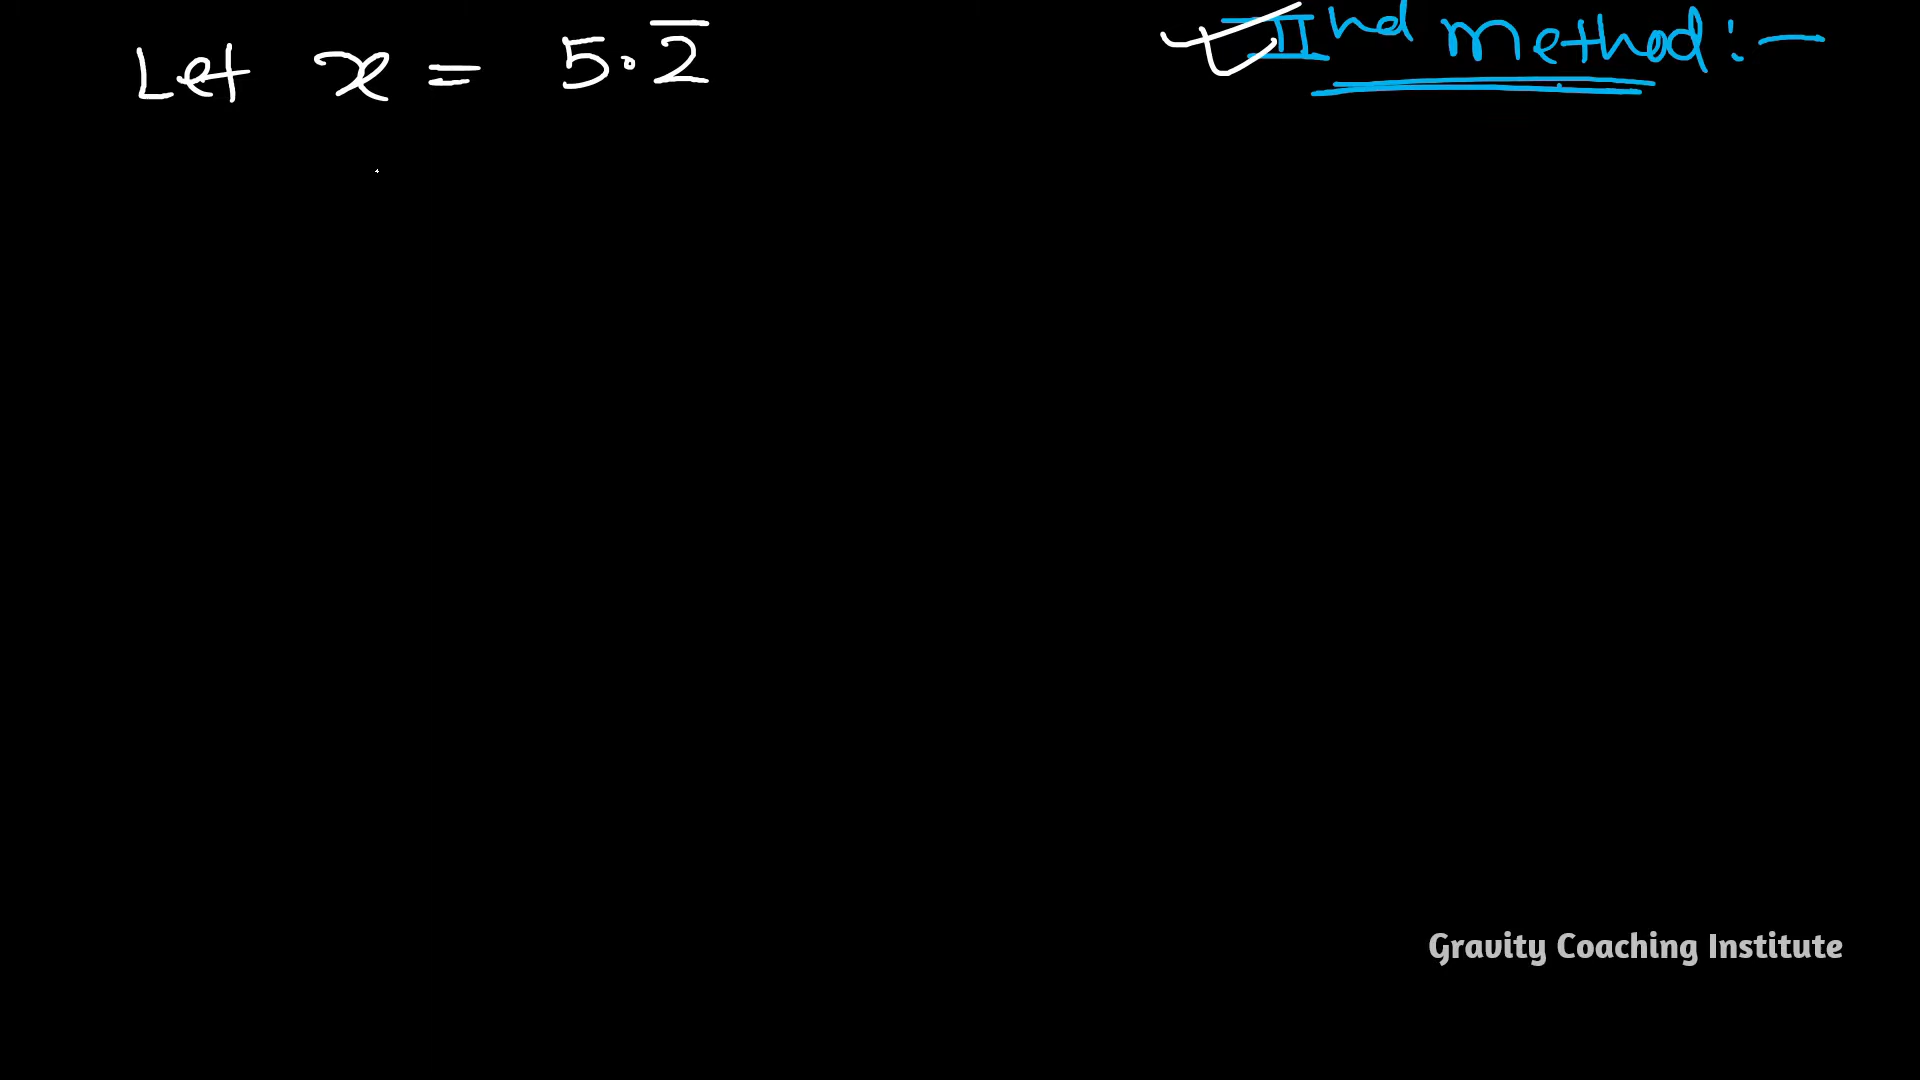 Let x = 5.2̅
IInd Method:-
Gravity Coaching Institute